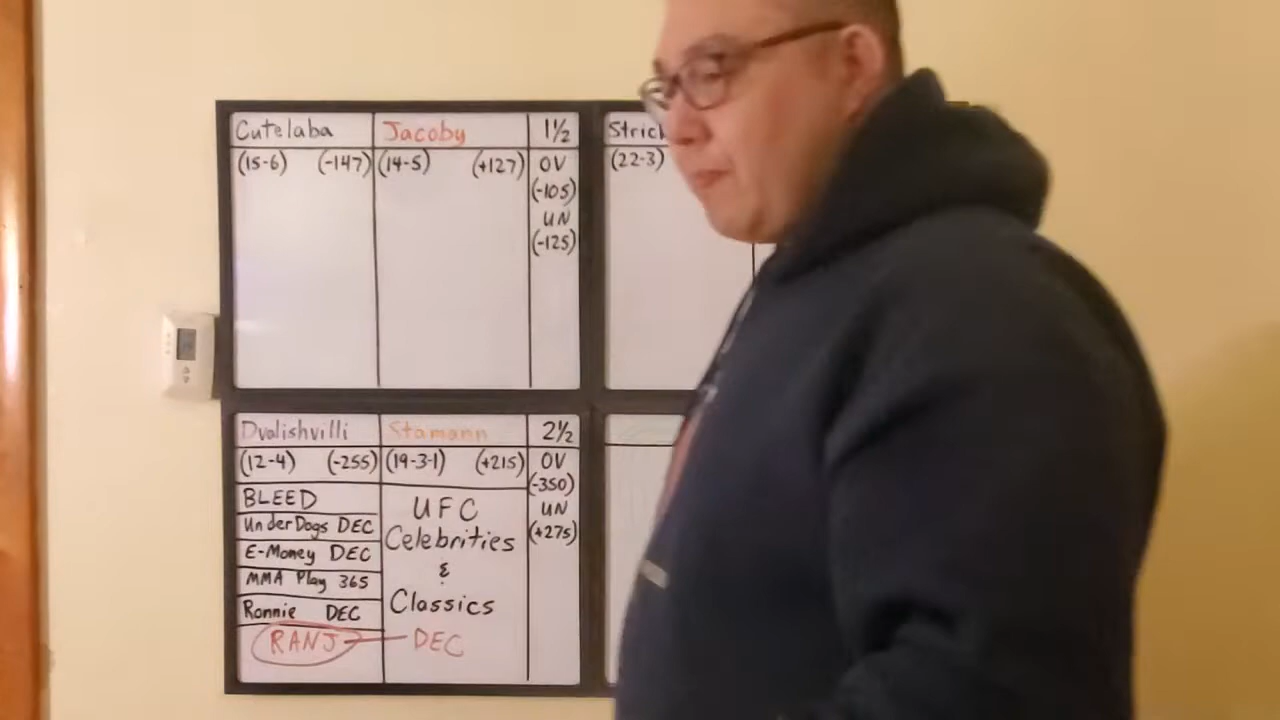 Cutelaba Jacoby 1½
(15-6) (-147) (14-5) (+127) OV
(-105)
UN
(-125)
Strick
(22-3)
Dvalishvilli Stamann 2½
(12-4) (-255) (19-3-1) (+215) OV
(-350)
UN
(+275)
BLEED
UnderDogs DEC
E-Money DEC
MMA Play 365
Ronnie DEC
RANJ
UFC
Celebrities
&
Classics
DEC